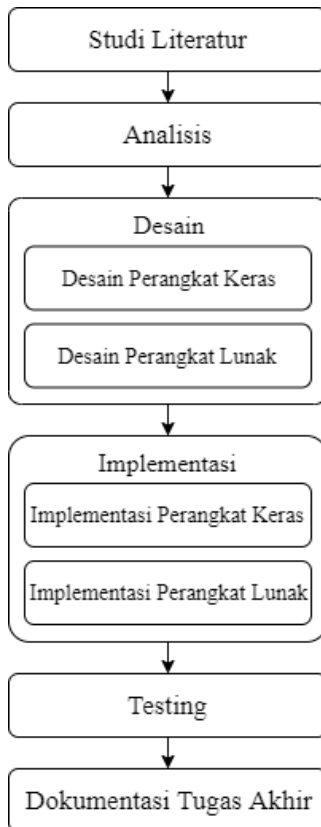 Studi Literatur
Analisis
Desain
Desain Perangkat Keras
Desain Perangkat Lunak
Implementasi
Implementasi Perangkat Keras
Implementasi Perangkat Lunak
Testing
Dokumentasi Tugas Akhir